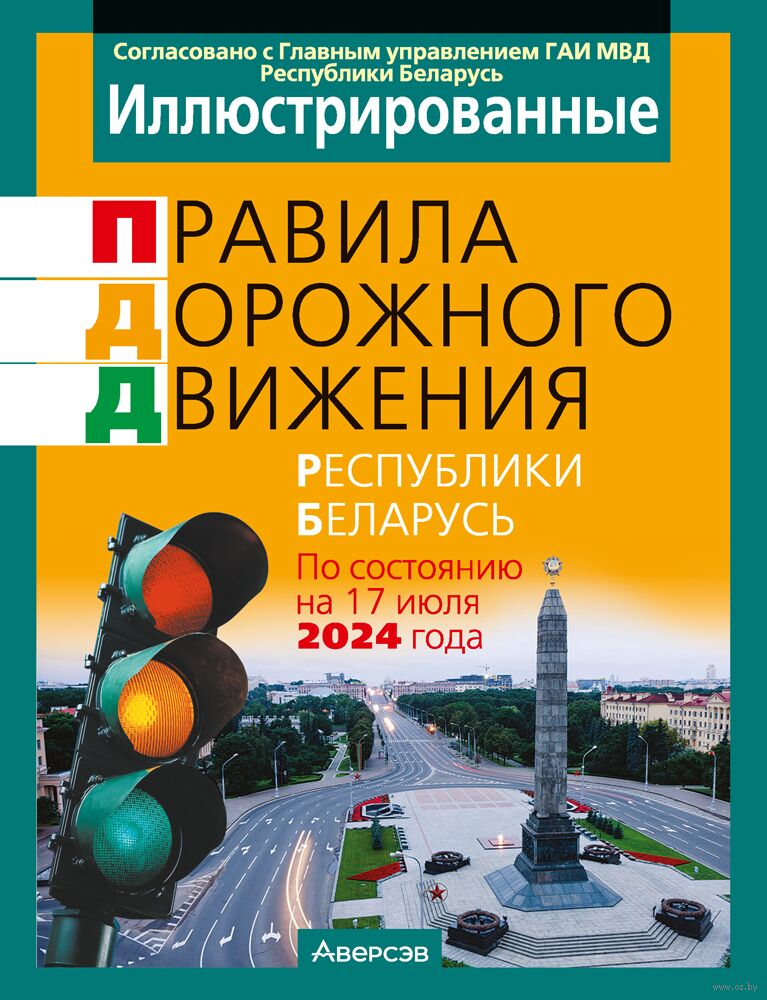 Согласовано с Главным управлением ГАИ МВД
Республики Беларусь
Иллюстрированные
ПРАВИЛА
ДОРОЖНОГО
ДВИЖЕНИЯ
РЕСПУБЛИКИ
БЕЛАРУСЬ
По состоянию
на 17 июля
2024 года
Аверсэв
www.oz.by